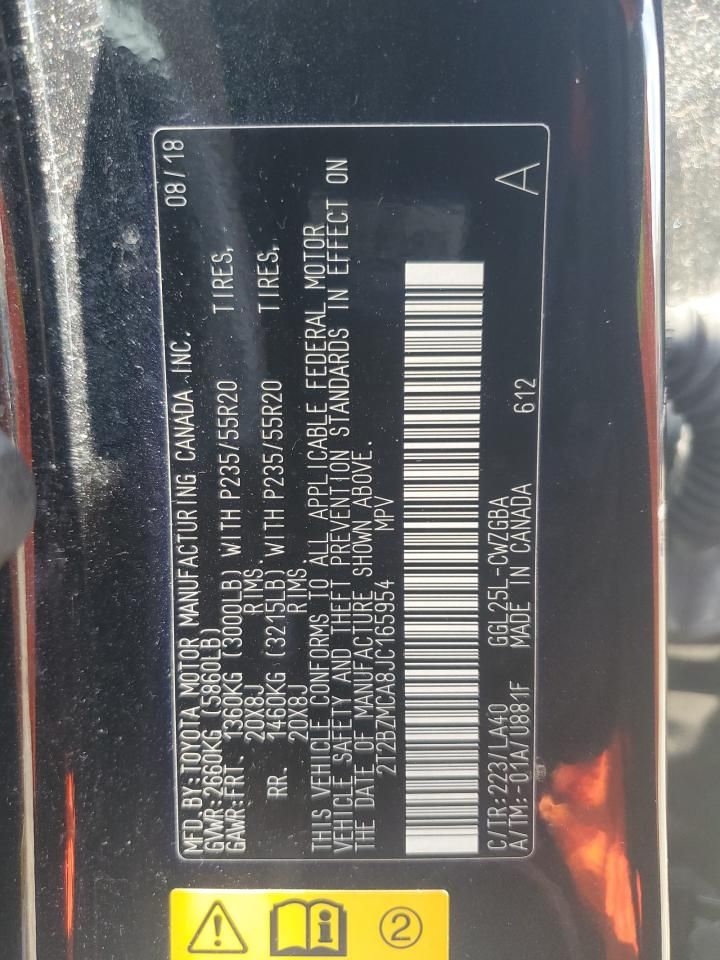 MFD.BY:TOYOTA MOTOR MANUFACTURING CANADA INC. 08/18
GVWR:2660KG (5860LB)
GAWR:FRT. 1360KG (3000LB) WITH P235/55R20 TIRES,
20X8J RIMS.
RR. 1460KG (3215LB) WITH P235/55R20 TIRES,
20X8J RIMS.
THIS VEHICLE CONFORMS TO ALL APPLICABLE FEDERAL MOTOR
VEHICLE SAFETY AND THEFT PREVENTION STANDARDS IN EFFECT ON
THE DATE OF MANUFACTURE SHOWN ABOVE.
2T2BZMCA8JC165954 MPV
C/TR:223/LA40 GGL25L-CWZGBA
A/TM:-01A/0881F MADE IN CANADA 612 A
2